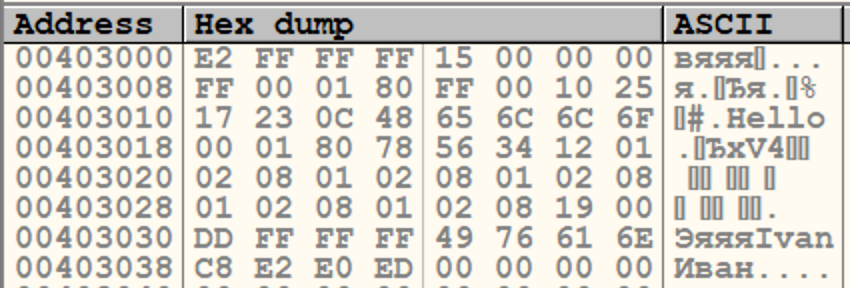 Address Hex dump ASCII
00403000 E2 FF FF FF 15 00 00 00 вяяя▯...
00403008 FF 00 01 80 FF 00 10 25 я.▯Ђя.▯%
00403010 17 23 0C 48 65 6C 6C 6F ▯#.Hello
00403018 00 01 80 78 56 34 12 01 .▯ЂxV4▯▯
00403020 02 08 01 02 08 01 02 08 ▯▯ ▯▯ ▯
00403028 01 02 08 01 02 08 19 00 ▯ ▯▯ ▯▯.
00403030 DD FF FF FF 49 76 61 6E ЭяяяIvan
00403038 C8 E2 E0 ED 00 00 00 00 Иван....